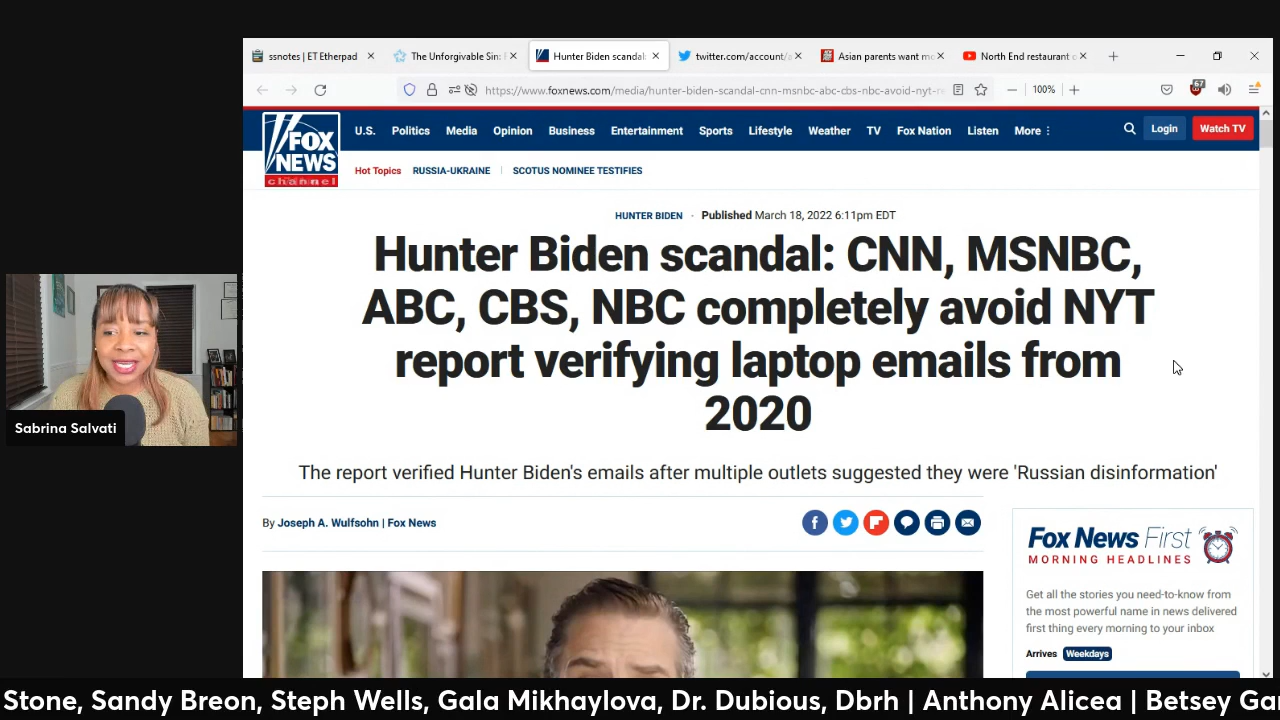 ssnotes | ET Etherpad
The Unforgivable Sin:
Hunter Biden scandal:
twitter.com/account/
Asian parents want mo
North End restaurant
https://www.foxnews.com/media/hunter-biden-scandal-cnn-msnbc-abc-cbs-nbc-avoid-nyt-
100%
57
FOX
NEWS
channel
U.S. Politics Media Opinion Business Entertainment Sports Lifestyle Weather TV Fox Nation Listen More
Login
Watch TV
Hot Topics RUSSIA-UKRAINE SCOTUS NOMINEE TESTIFIES
HUNTER BIDEN - Published March 18, 2022 6:11pm EDT
Hunter Biden scandal: CNN, MSNBC,
ABC, CBS, NBC completely avoid NYT
report verifying laptop emails from
2020
The report verified Hunter Biden's emails after multiple outlets suggested they were 'Russian disinformation'
By Joseph A. Wulfsohn | Fox News
Fox News First
MORNING HEADLINES
Get all the stories you need-to-know from
the most powerful name in news delivered
first thing every morning to your inbox
Arrives Weekdays
Sabrina Salvati
Stone, Sandy Breon, Steph Wells, Gala Mikhaylova, Dr. Dubious, Dbrh | Anthony Alicea | Betsey Ga